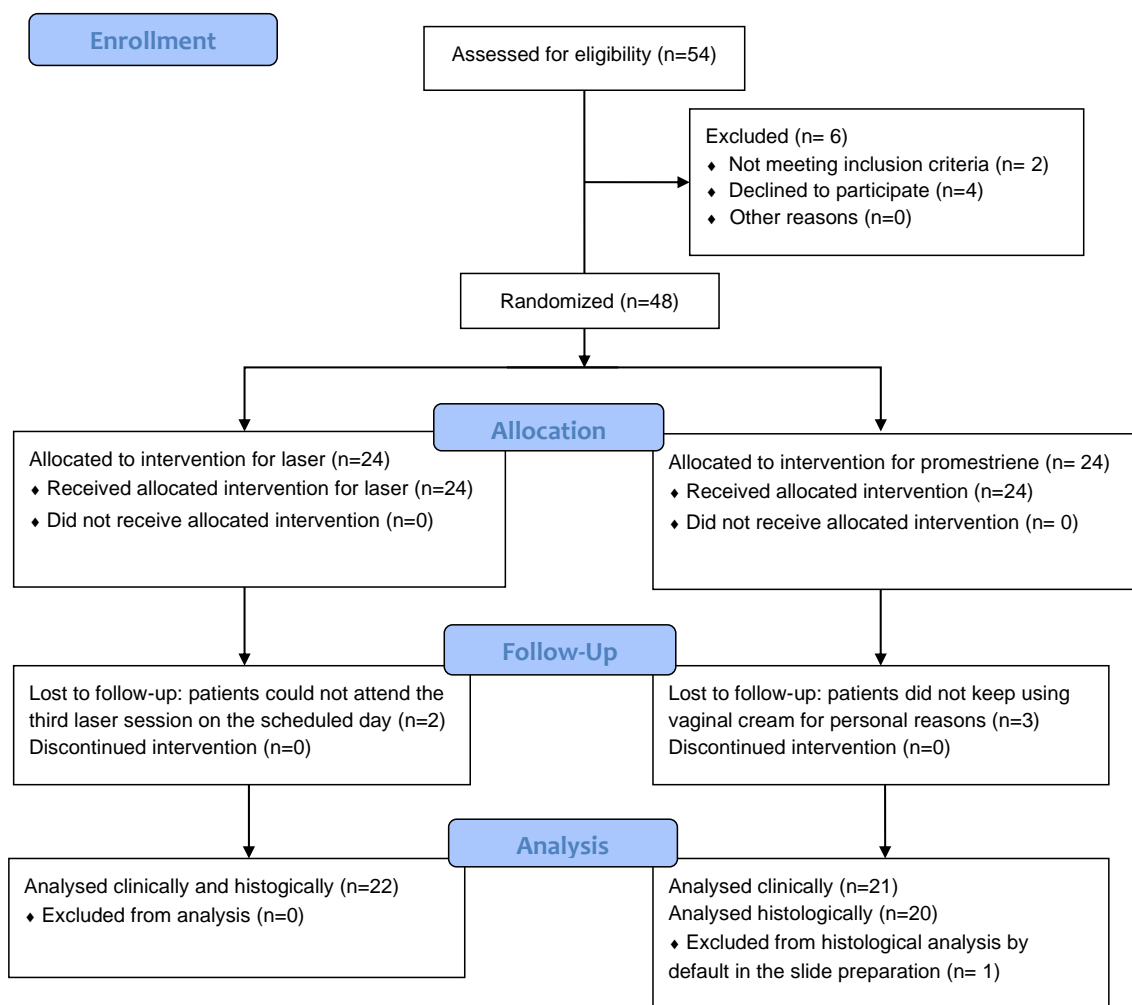 Enrollment
Assessed for eligibility (n=54)
Excluded (n= 6)
♦ Not meeting inclusion criteria (n= 2)
♦ Declined to participate (n=4)
♦ Other reasons (n=0)
Randomized (n=48)
Allocation
Allocated to intervention for laser (n=24)
♦ Received allocated intervention for laser (n=24)
♦ Did not receive allocated intervention (n=0)
Allocated to intervention for promestriene (n= 24)
♦ Received allocated intervention (n=24)
♦ Did not receive allocated intervention (n= 0)
Follow-Up
Lost to follow-up: patients could not attend the
third laser session on the scheduled day (n=2)
Discontinued intervention (n=0)
Lost to follow-up: patients did not keep using
vaginal cream for personal reasons (n=3)
Discontinued intervention (n=0)
Analysis
Analysed clinically and histogically (n=22)
♦ Excluded from analysis (n=0)
Analysed clinically (n=21)
Analysed histologically (n=20)
♦ Excluded from histological analysis by
default in the slide preparation (n= 1)